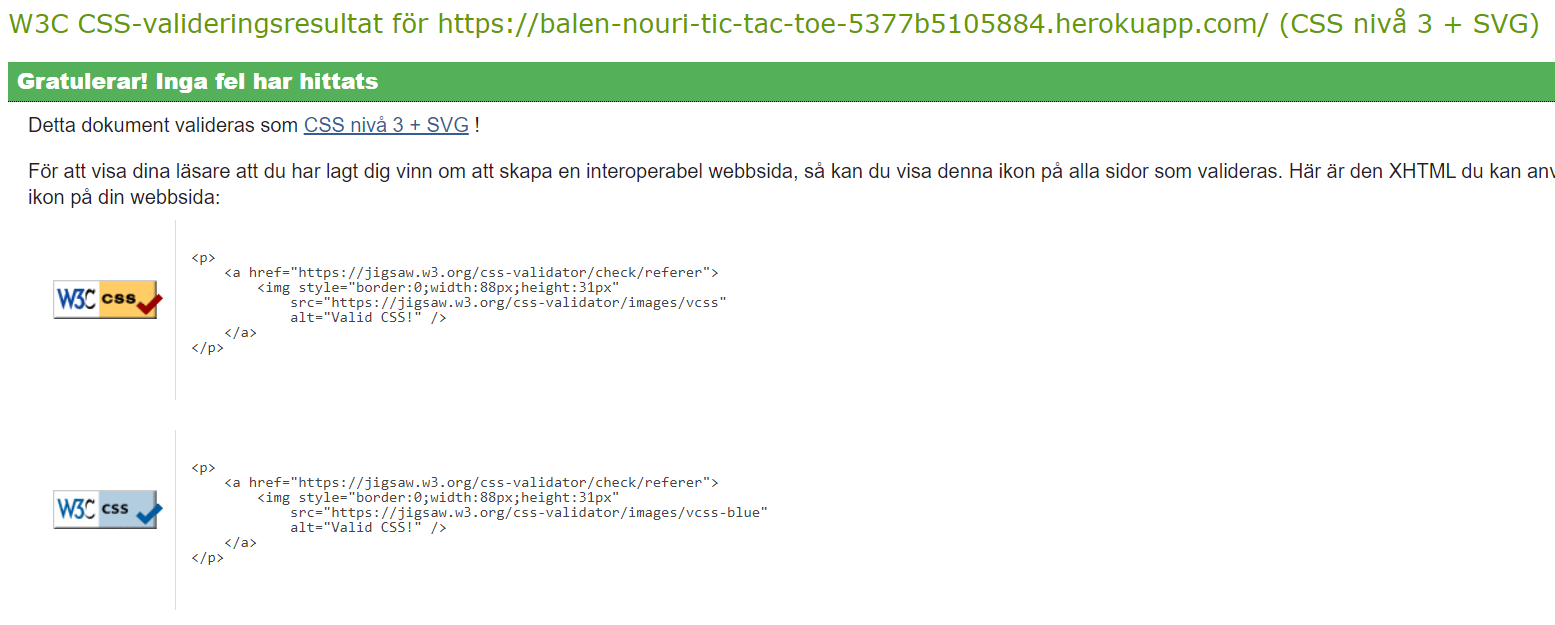 W3C CSS-valideringsresultat för https://balen-nouri-tic-tac-toe-5377b5105884.herokuapp.com/ (CSS nivå 3 + SVG)
Gratulerar! Inga fel har hittats
Detta dokument valideras som CSS nivå 3 + SVG !
För att visa dina läsare att du har lagt dig vinn om att skapa en interoperabel webbsida, så kan du visa denna ikon på alla sidor som valideras. Här är den XHTML du kan anv
ikon på din webbsida:
<p>
<a href="https://jigsaw.w3.org/css-validator/check/referer">
<img style="border:0;width:88px;height:31px"
W3C css
src="https://jigsaw.w3.org/css-validator/images/vcss"
alt="Valid CSS!" />
</a>
</p>
<p>
<a href="https://jigsaw.w3.org/css-validator/check/referer">
<img style="border:0;width:88px;height:31px"
W3C css
src="https://jigsaw.w3.org/css-validator/images/vcss-blue"
alt="Valid CSS!" />
</a>
</p>